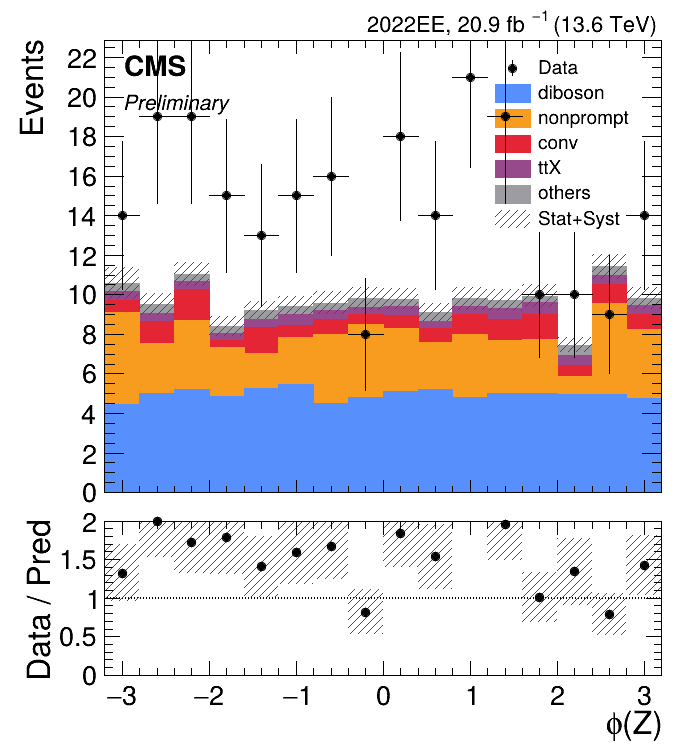 2022EE, 20.9 fb⁻¹ (13.6 TeV)
Events
CMS
Preliminary
Data
diboson
nonprompt
conv
ttX
others
Stat+Syst
22
20
18
16
14
12
10
8
6
4
2
0
Data / Pred
2
1.5
1
0.5
0
−3 −2 −1 0 1 2 3
ϕ(Z)